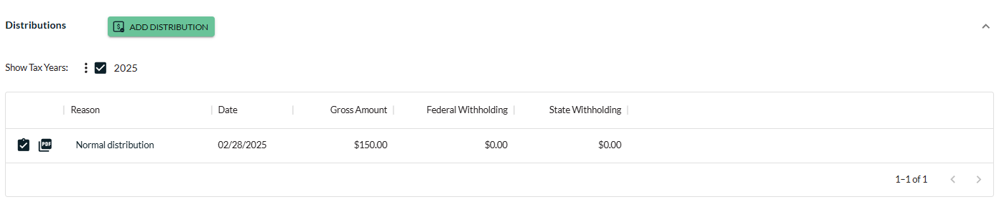 Distributions
ADD DISTRIBUTION
Show Tax Years:
2025
Reason Date Gross Amount Federal Withholding State Withholding
PDF Normal distribution 02/28/2025 $150.00 $0.00 $0.00
1–1 of 1